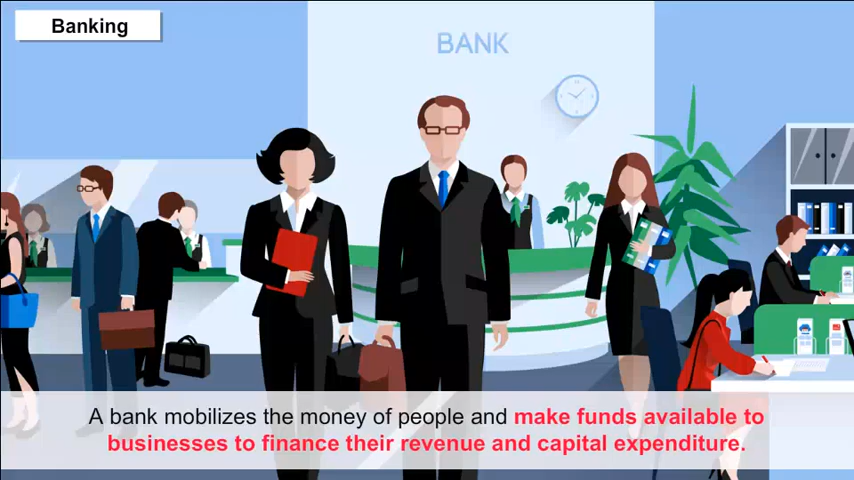 Banking
BANK
A bank mobilizes the money of people and make funds available to
businesses to finance their revenue and capital expenditure.